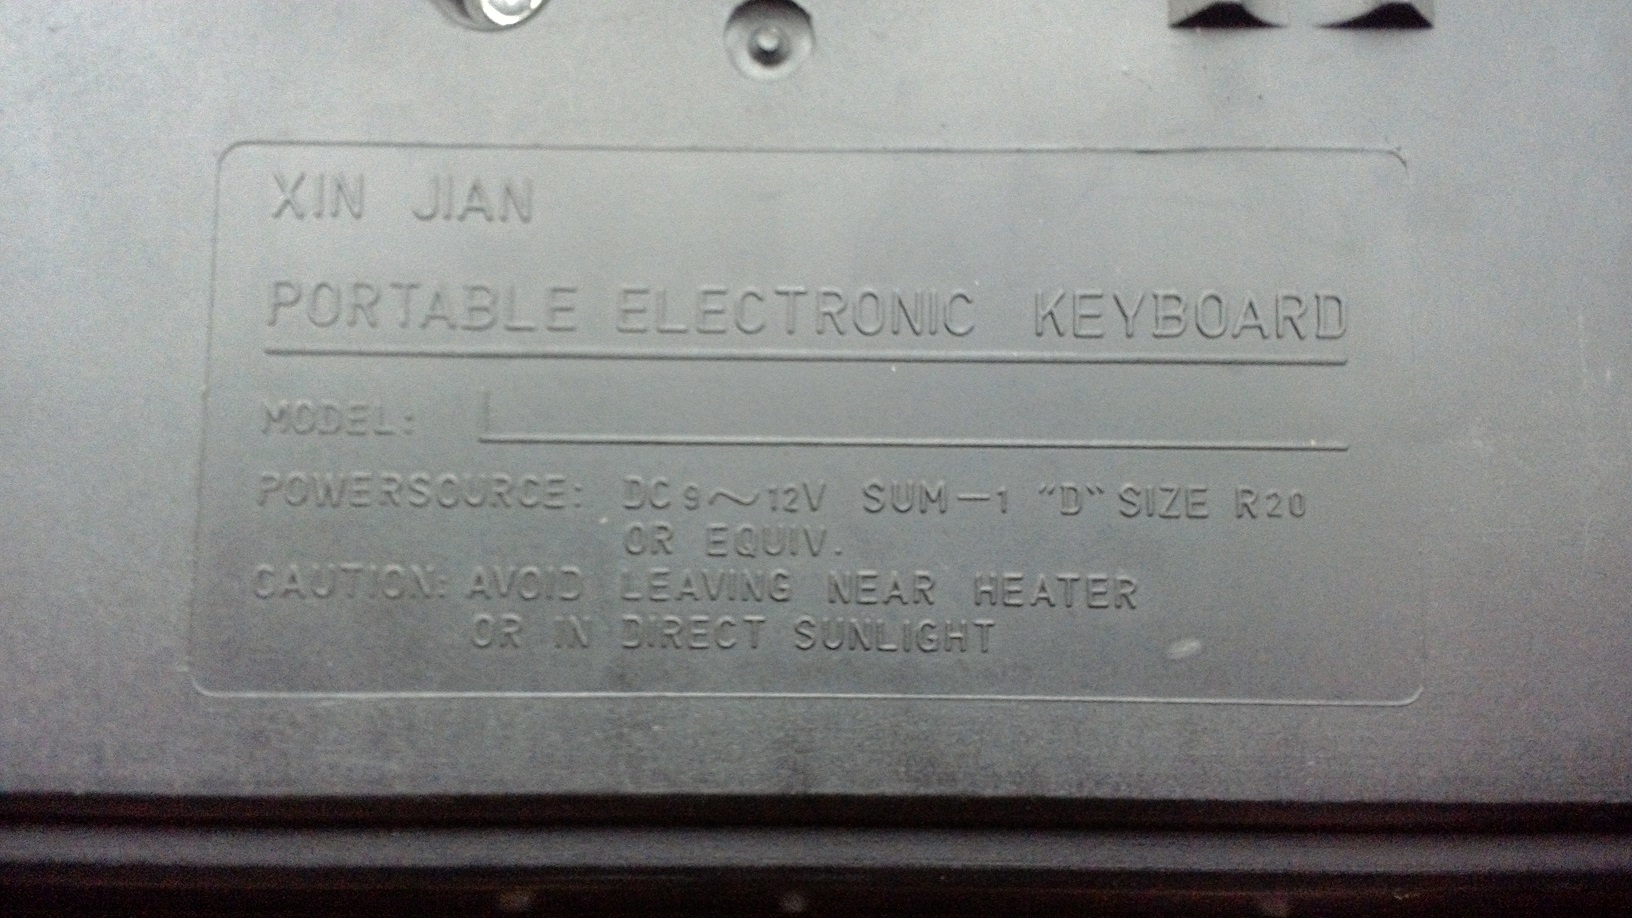 XIN JIAN
PORTABLE ELECTRONIC KEYBOARD
MODEL:
POWERSOURCE: DC 9～12V SUM－1 "D" SIZE R20
OR EQUIV.
CAUTION: AVOID LEAVING NEAR HEATER
OR IN DIRECT SUNLIGHT